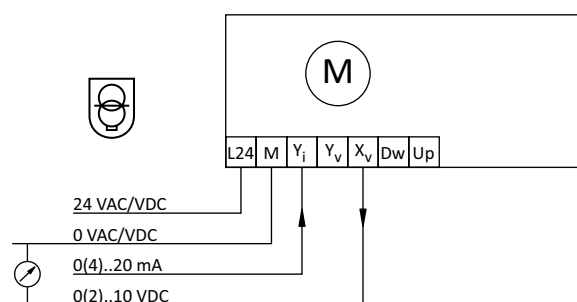 M
L24 M Yi Yv Xv Dw Up
24 VAC/VDC
0 VAC/VDC
0(4)..20 mA
0(2)..10 VDC